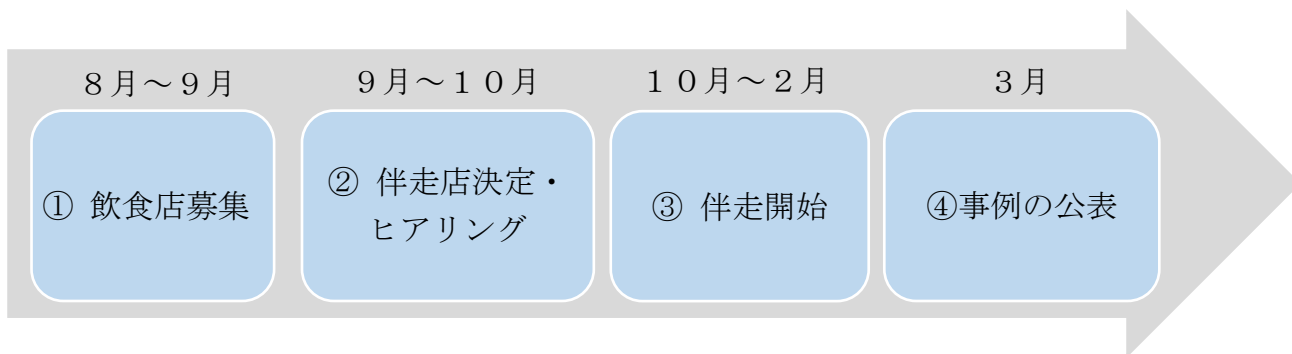 ８月～９月
９月～１０月
１０月～２月
３月
① 飲食店募集
② 伴走店決定・
ヒアリング
③ 伴走開始
④事例の公表